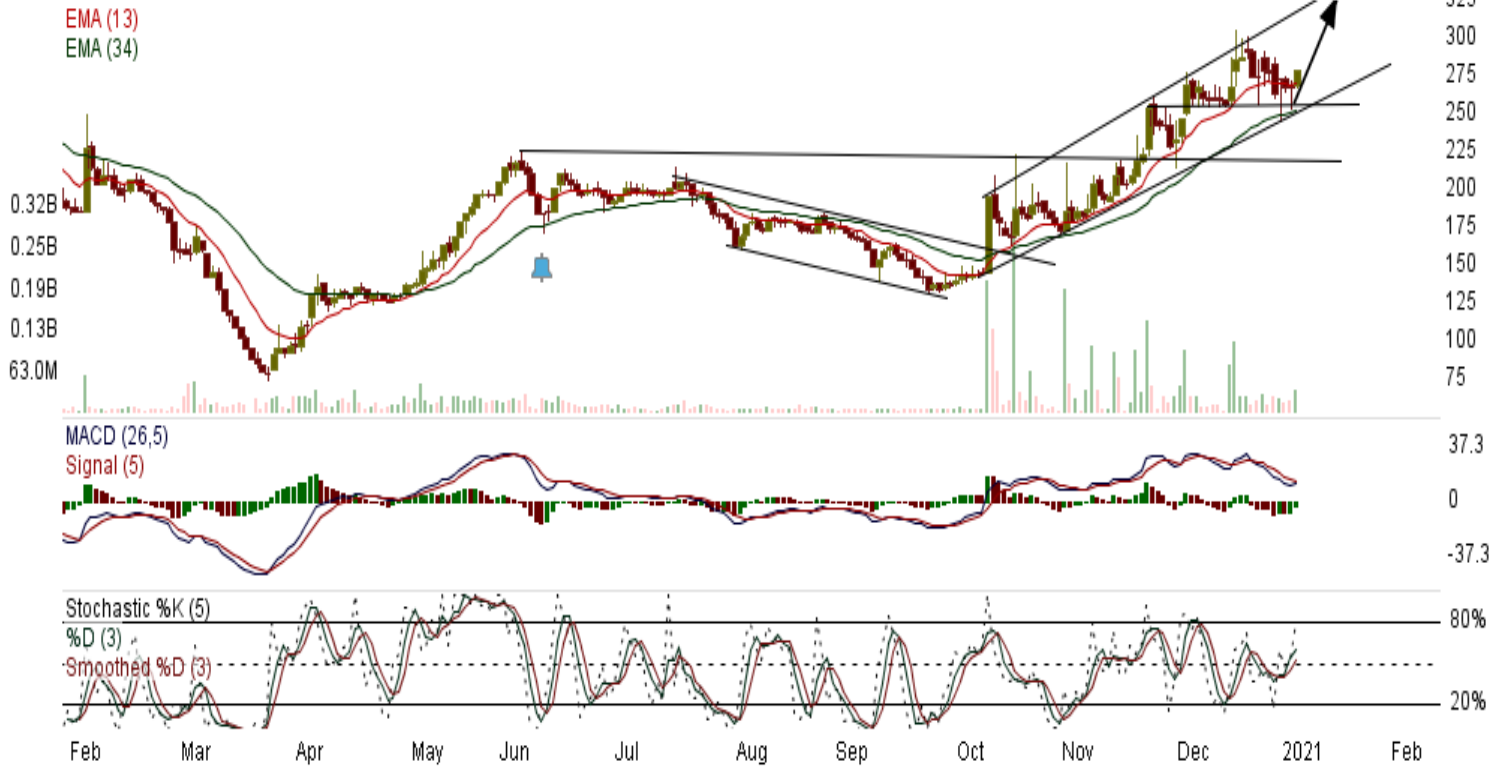 EMA (13)
EMA (34)
325
300
275
250
225
200
175
150
125
100
75
0.32B
0.25B
0.19B
0.13B
63.0M
MACD (26,5)
Signal (5)
37.3
0
-37.3
Stochastic %K (5)
%D (3)
Smoothed %D (3)
80%
20%
Feb Mar Apr May Jun Jul Aug Sep Oct Nov Dec 2021 Feb